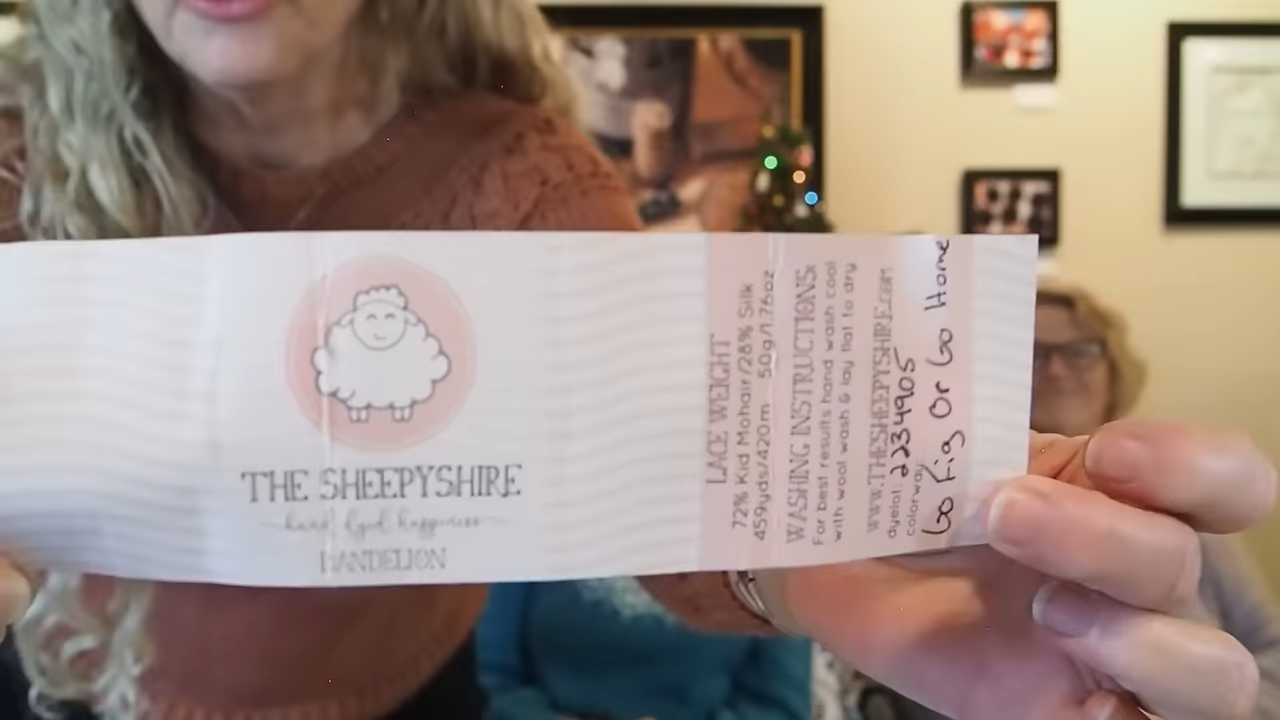 THE SHEEPYSHIRE
hand dyed happiness
DANDELION
LACE WEIGHT
72% Kid Mohair/28% Silk
459yds/420m 50g/1.76oz
WASHING INSTRUCTIONS:
For best results hand wash cool
with wool wash & lay flat to dry
WWW.THESHEEPYSHIRE.COM
dyelot: 2234905
colorway
Go Fig Or Go Home